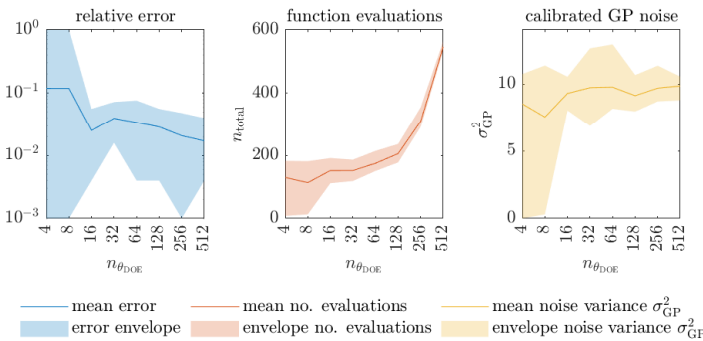 relative error
10⁰
10⁻¹
10⁻²
10⁻³
4 8 16 32 64 128 256 512
n_θDOE
function evaluations
n_total
600
400
200
0
4 8 16 32 64 128 256 512
n_θDOE
calibrated GP noise
σ²_GP
10
5
0
4 8 16 32 64 128 256 512
n_θDOE
mean error mean no. evaluations mean noise variance σ²_GP
error envelope envelope no. evaluations envelope noise variance σ²_GP